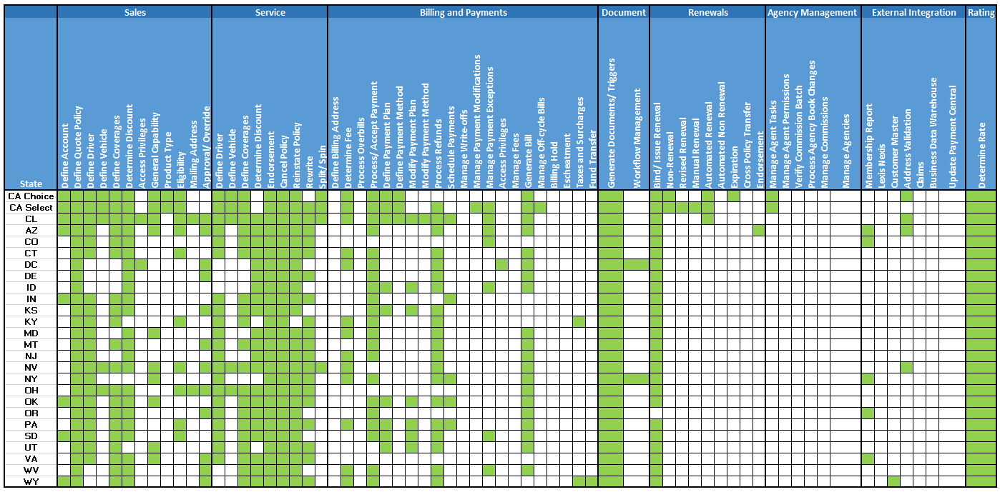 Sales Service Billing and Payments Document Renewals Agency Management External Integration Rating
State
Define Account
Define Quote Policy
Define Driver
Define Vehicle
Define Coverages
Determine Discount
Access Privileges
General Capability
Product Type
Eligibility
Mailing Address
Approval/ Override
Define Driver
Define Vehicle
Define Coverages
Determine Discount
Endorsement
Cancel Policy
Reinstate Policy
Rewrite
Split/ Spin
Define Billing Address
Determine Fee
Process Overbills
Process/ Accept Payment
Define Payment Plan
Define Payment Method
Modify Payment Plan
Modify Payment Method
Process Refunds
Schedule Payments
Manage Write-offs
Manage Payment Modifications
Manage Payment Exceptions
Access Privileges
Manage Fees
Generate Bill
Manage Off-cycle Bills
Billing Hold
Escheatment
Taxes and Surcharges
Fund Transfer
Generate Documents/ Triggers
Workflow Management
Bind/ Issue Renewal
Non-Renewal
Revised Renewal
Manual Renewal
Automated Renewal
Automated Non Renewal
Expiration
Cross Policy Transfer
Endorsement
Manage Agent Tasks
Manage Agent Permissions
Verify Commission Batch
Process Agency Book Changes
Manage Commissions
Manage Agencies
Membership Report
Lexis Nexis
Customer Master
Address Validation
Claims
Business Data Warehouse
Update Payment Central
Determine Rate
CA Choice
CA Select
CL
AZ
CO
CT
DC
DE
ID
IN
KS
KY
MD
MT
NJ
NV
NY
OH
OK
OR
PA
SD
UT
VA
WV
WY